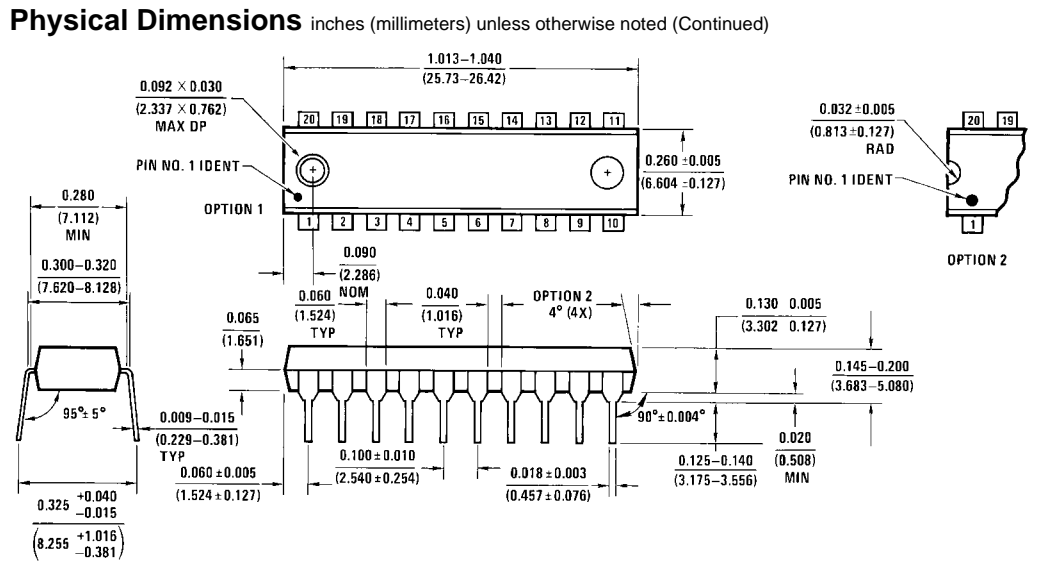 Physical Dimensions inches (millimeters) unless otherwise noted (Continued)
1.013–1.040
(25.73–26.42)
0.092 × 0.030
(2.337 × 0.762)
MAX DP
20 19 18 17 16 15 14 13 12 11
PIN NO. 1 IDENT
OPTION 1
1 2 3 4 5 6 7 8 9 10
0.260 ±0.005
(6.604 ±0.127)
0.032 ±0.005
(0.813 ±0.127)
RAD
20 19
PIN NO. 1 IDENT
1
OPTION 2
0.280
(7.112)
MIN
0.300–0.320
(7.620–8.128)
0.090
(2.286)
NOM
0.065
(1.651)
0.060
(1.524)
TYP
0.040
(1.016)
TYP
OPTION 2
4° (4X)
0.130 0.005
(3.302 0.127)
0.145–0.200
(3.683–5.080)
95°± 5°
0.009–0.015
(0.229–0.381)
TYP
90°±0.004°
0.020
(0.508)
MIN
0.125–0.140
(3.175–3.556)
0.060 ±0.005
(1.524 ±0.127)
0.100 ±0.010
(2.540 ±0.254)
0.018 ±0.003
(0.457 ±0.076)
0.325 +0.040
−0.015
(8.255 +1.016
−0.381)